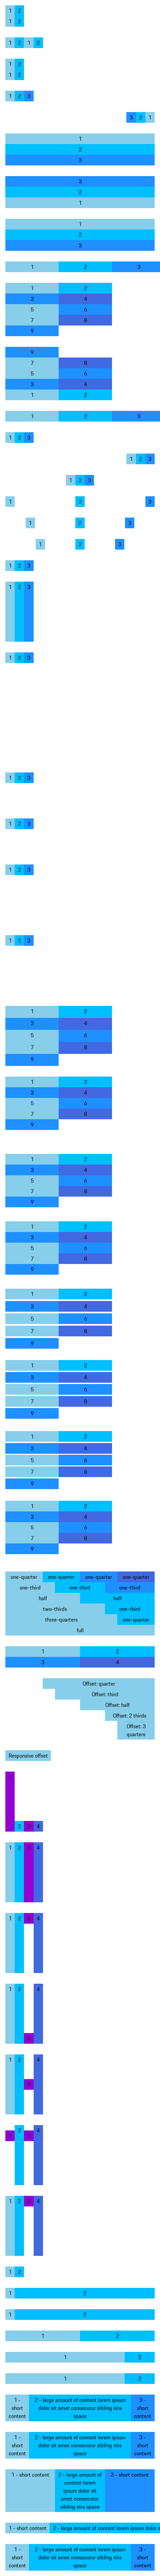 1 2
1 2
1 2 1 2
1 2
1 2
1 2 3
3 2 1
1
2
3
3
2
1
1
2
3
1 2 3
1 2
3 4
5 6
7 8
9
9
7 8
5 6
3 4
1 2
1 2 3
1 2 3
1 2 3
1 2 3
1 2 3
1 2 3
1 2 3
1 2 3
1 2 3
1 2 3
1 2 3
1 2 3
1 2 3
1 2 3
1 2
3 4
5 6
7 8
9
1 2
3 4
5 6
7 8
9
1 2
3 4
5 6
7 8
9
1 2
3 4
5 6
7 8
9
1 2
3 4
5 6
7 8
9
1 2
3 4
5 6
7 8
9
1 2
3 4
5 6
7 8
9
1 2
3 4
5 6
7 8
9
one-quarter one-quarter one-quarter one-quarter
one-third one-third one-third
half half
two-thirds one-third
three-quarters one-quarter
full
1 2
3 4
Offset: quarter
Offset: third
Offset: half
Offset: 2 thirds
Offset: 3
quarters
Responsive offset
1
2 3 4
1 2 3 4
1 2 3 4
1 2 4
3
1 2 4
3
2 4
1 3
1 2 3 4
1 2
1 2
1 2
1 2
1 2
1 2
1 - short content
2 - large amount of content lorem ipsum dolor sit amet consecutur sibling nira space
3 - short content
1 - short content
2 - large amount of content lorem ipsum dolor sit amet consecutur sibling nira space
3 - short content
1 - short content
2 - large amount of content lorem ipsum dolor sit amet consecutur sibling nira space
3 - short content
1 - short content
2 - large amount of content lorem ipsum dolor s
1 - short content
2 - large amount of content lorem ipsum dolor sit amet consecutur sibling nira space
3 - short content